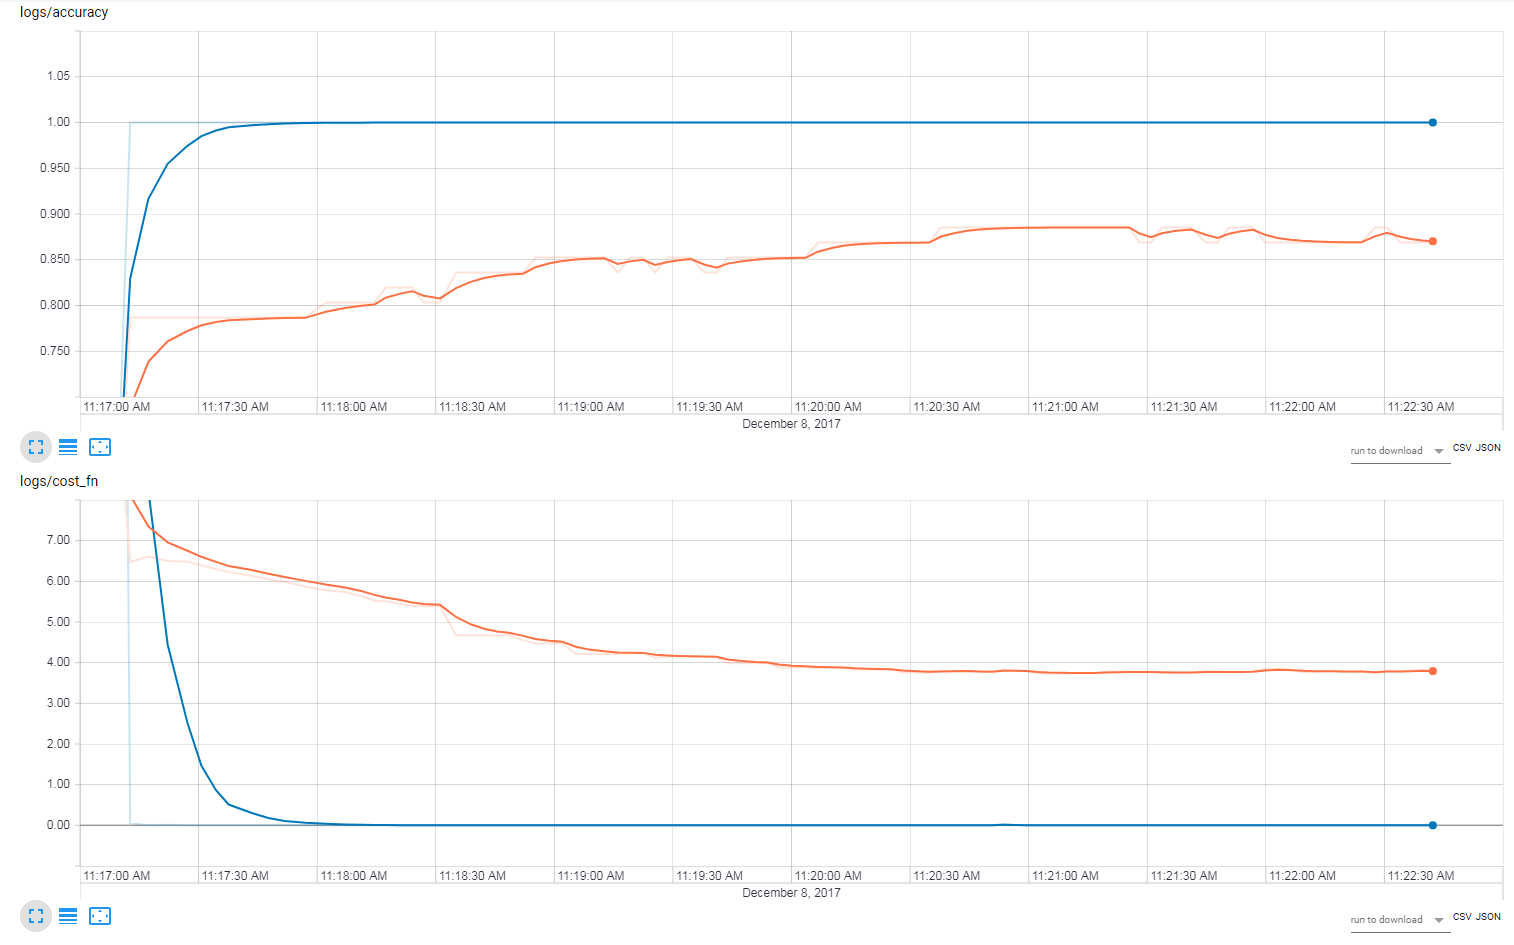 logs/accuracy
1.05
1.00
0.950
0.900
0.850
0.800
0.750
11:17:00 AM 11:17:30 AM 11:18:00 AM 11:18:30 AM 11:19:00 AM 11:19:30 AM 11:20:00 AM 11:20:30 AM 11:21:00 AM 11:21:30 AM 11:22:00 AM 11:22:30 AM
December 8, 2017
run to download CSV JSON
logs/cost_fn
7.00
6.00
5.00
4.00
3.00
2.00
1.00
0.00
11:17:00 AM 11:17:30 AM 11:18:00 AM 11:18:30 AM 11:19:00 AM 11:19:30 AM 11:20:00 AM 11:20:30 AM 11:21:00 AM 11:21:30 AM 11:22:00 AM 11:22:30 AM
December 8, 2017
run to download CSV JSON